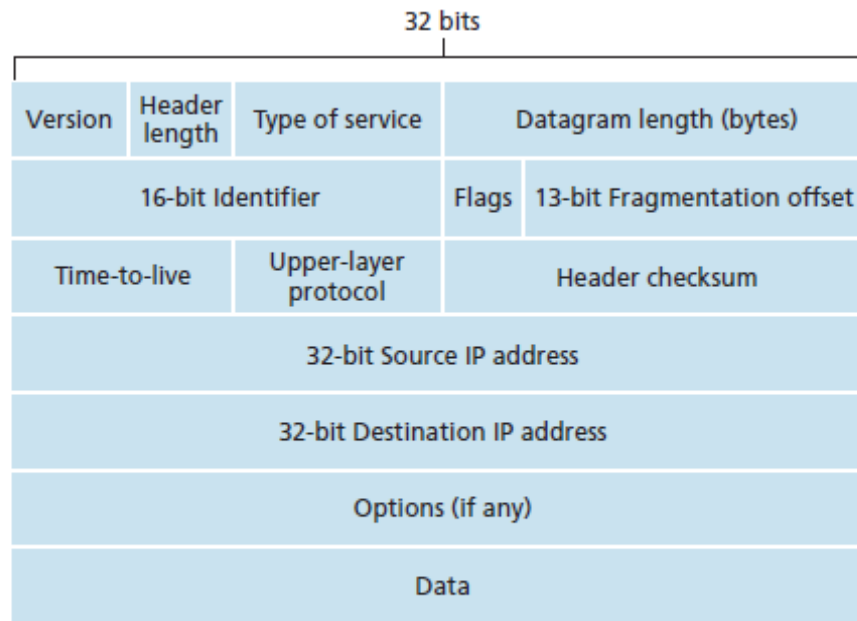 32 bits
Version
Header
length
Type of service
Datagram length (bytes)
16-bit Identifier
Flags
13-bit Fragmentation offset
Time-to-live
Upper-layer
protocol
Header checksum
32-bit Source IP address
32-bit Destination IP address
Options (if any)
Data